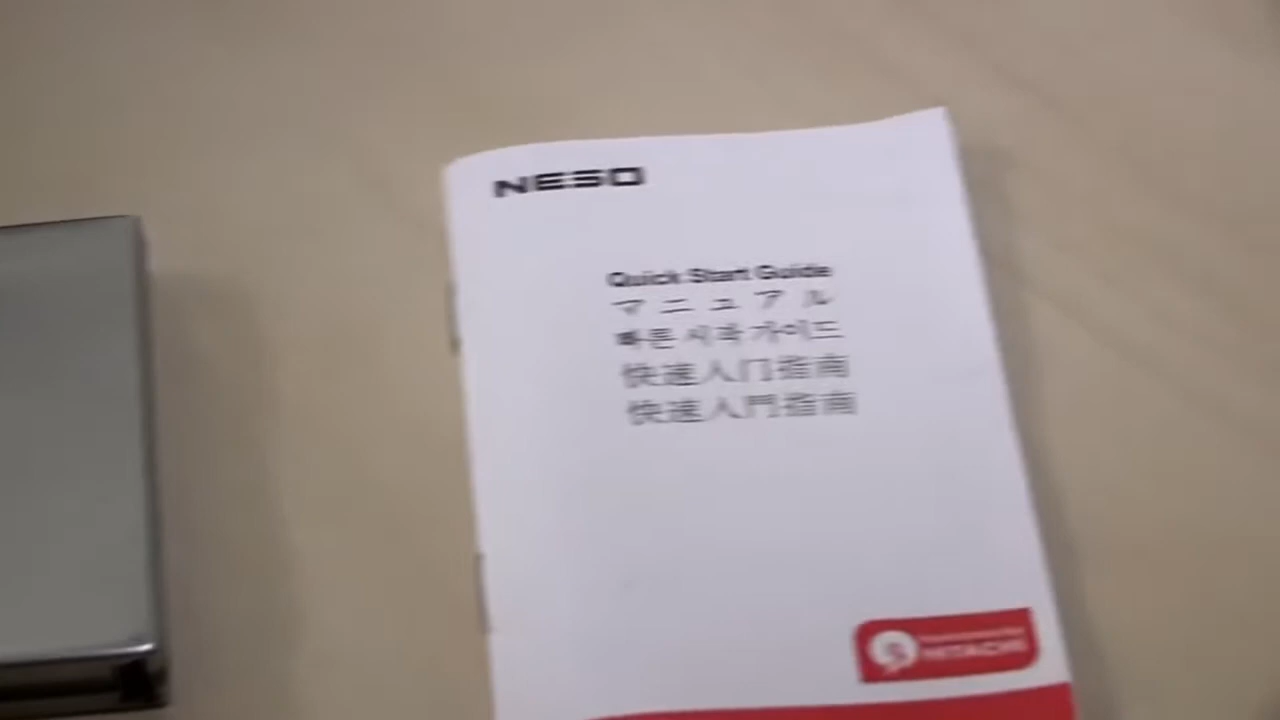 NESO
Quick Start Guide
マニュアル
빠른 시작 가이드
快速入门指南
快速入門指南
HITACHI